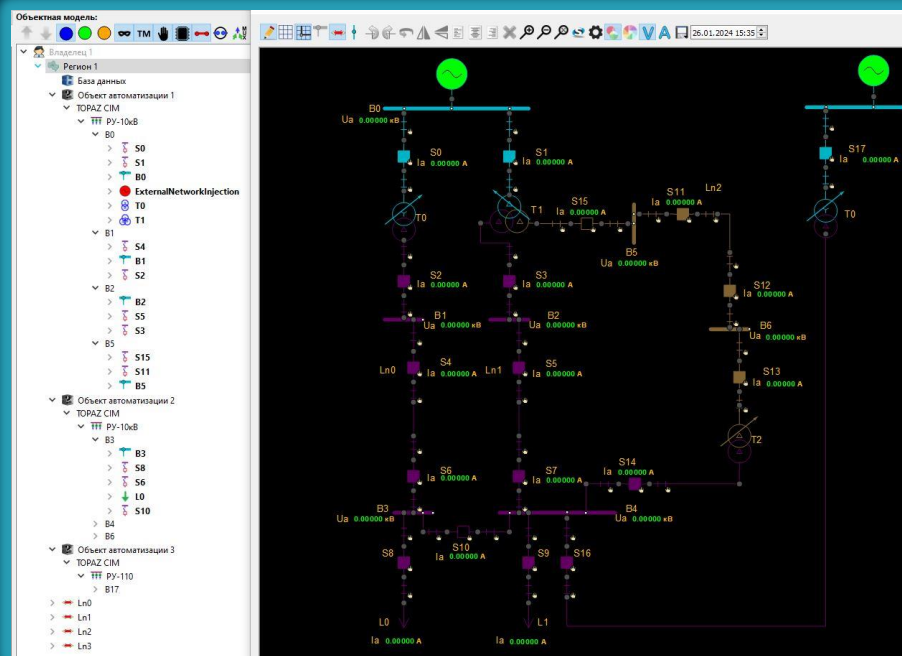 Объектная модель:
TM
26.01.2024 15:35
Владелец 1
Регион 1
База данных
Объект автоматизации 1
TOPAZ CIM
РУ-10кВ
B0
S0
S1
B0
ExternalNetworkInjection
T0
T1
B1
S4
B1
S2
B2
B2
S5
S3
B5
S15
S11
B5
Объект автоматизации 2
TOPAZ CIM
РУ-10кВ
B3
B3
S8
S6
L0
S10
B4
B6
Объект автоматизации 3
TOPAZ CIM
РУ-110
B17
Ln0
Ln1
Ln2
Ln3
B0
Ua 0.00000 кВ
S0
Ia 0.00000 A
S1
Ia 0.00000 A
S17
Ia 0.00000 A
T0
T1
S15
Ia 0.00000 A
S11
Ia 0.00000 A
Ln2
T0
B5
Ua 0.00000 кВ
S2
Ia 0.00000 A
S3
Ia 0.00000 A
S12
Ia 0.00000 A
B1
Ua 0.00000 кВ
B2
Ua 0.00000 кВ
B6
Ua 0.00000 кВ
Ln0
S4
Ia 0.00000 A
Ln1
S5
Ia 0.00000 A
S13
Ia 0.00000 A
T2
S6
Ia 0.00000 A
S7
Ia 0.00000 A
S14
Ia 0.00000 A
B3
Ua 0.00000 кВ
B4
Ua 0.00000 кВ
S8
S10
Ia 0.00000 A
S9
S16
L0
Ia 0.00000 A
L1
Ia 0.00000 A